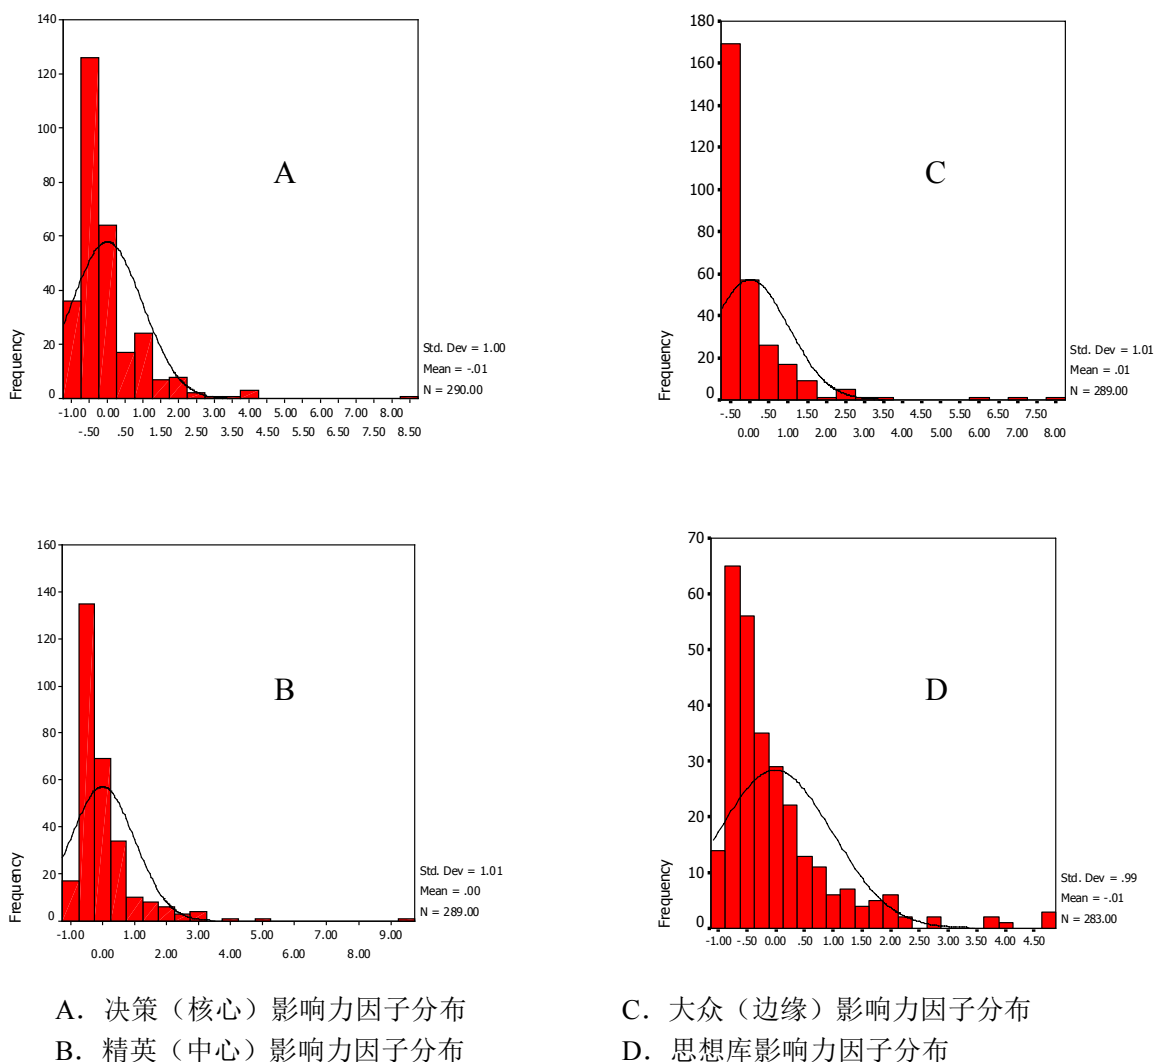 140
120
100
80
60
40
20
0
Frequency
A
Std. Dev = 1.00
Mean = -.01
N = 290.00
-1.00 0.00 1.00 2.00 3.00 4.00 5.00 6.00 7.00 8.00
-.50 .50 1.50 2.50 3.50 4.50 5.50 6.50 7.50 8.50
180
160
140
120
100
80
60
40
20
0
Frequency
C
Std. Dev = 1.01
Mean = .01
N = 289.00
-.50 .50 1.50 2.50 3.50 4.50 5.50 6.50 7.50
0.00 1.00 2.00 3.00 4.00 5.00 6.00 7.00 8.00
160
140
120
100
80
60
40
20
0
Frequency
B
Std. Dev = 1.01
Mean = .00
N = 289.00
-1.00 1.00 3.00 5.00 7.00 9.00
0.00 2.00 4.00 6.00 8.00
70
60
50
40
30
20
10
0
Frequency
D
Std. Dev = .99
Mean = -.01
N = 283.00
-1.00 -.50 0.00 .50 1.00 1.50 2.00 2.50 3.00 3.50 4.00 4.50
A．决策（核心）影响力因子分布
C．大众（边缘）影响力因子分布
B．精英（中心）影响力因子分布
D．思想库影响力因子分布